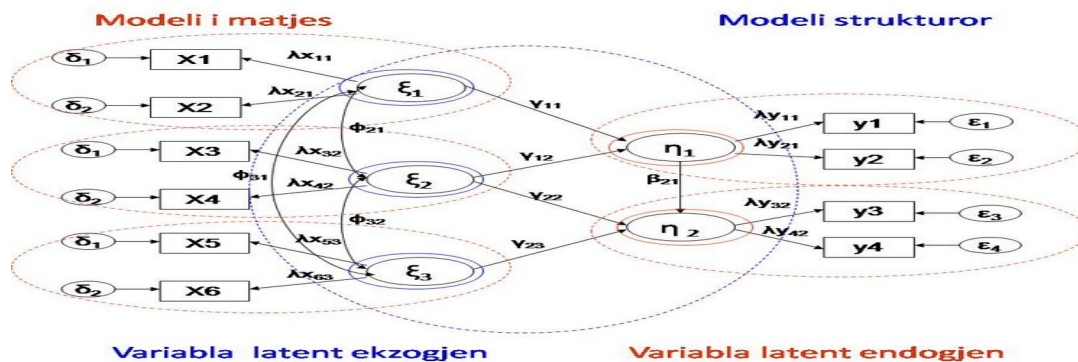 Modeli i matjes
Modeli strukturor
δ₁ X1 λx₁₁ ξ₁ γ₁₁ λy₁₁ y1 ε₁
δ₂ X2 λx₂₁ η₁ λy₂₁ y2 ε₂
ϕ₂₁
δ₁ X3 λx₃₂ γ₁₂
ϕ₃₁ ξ₂ β₂₁
δ₂ X4 λx₄₂ γ₂₂ λy₃₂ y3 ε₃
ϕ₃₂ η₂ λy₄₂ y4 ε₄
δ₁ X5 λx₅₃ γ₂₃
ξ₃
δ₂ X6 λx₆₃
Variabla latent ekzogjen
Variabla latent endogjen